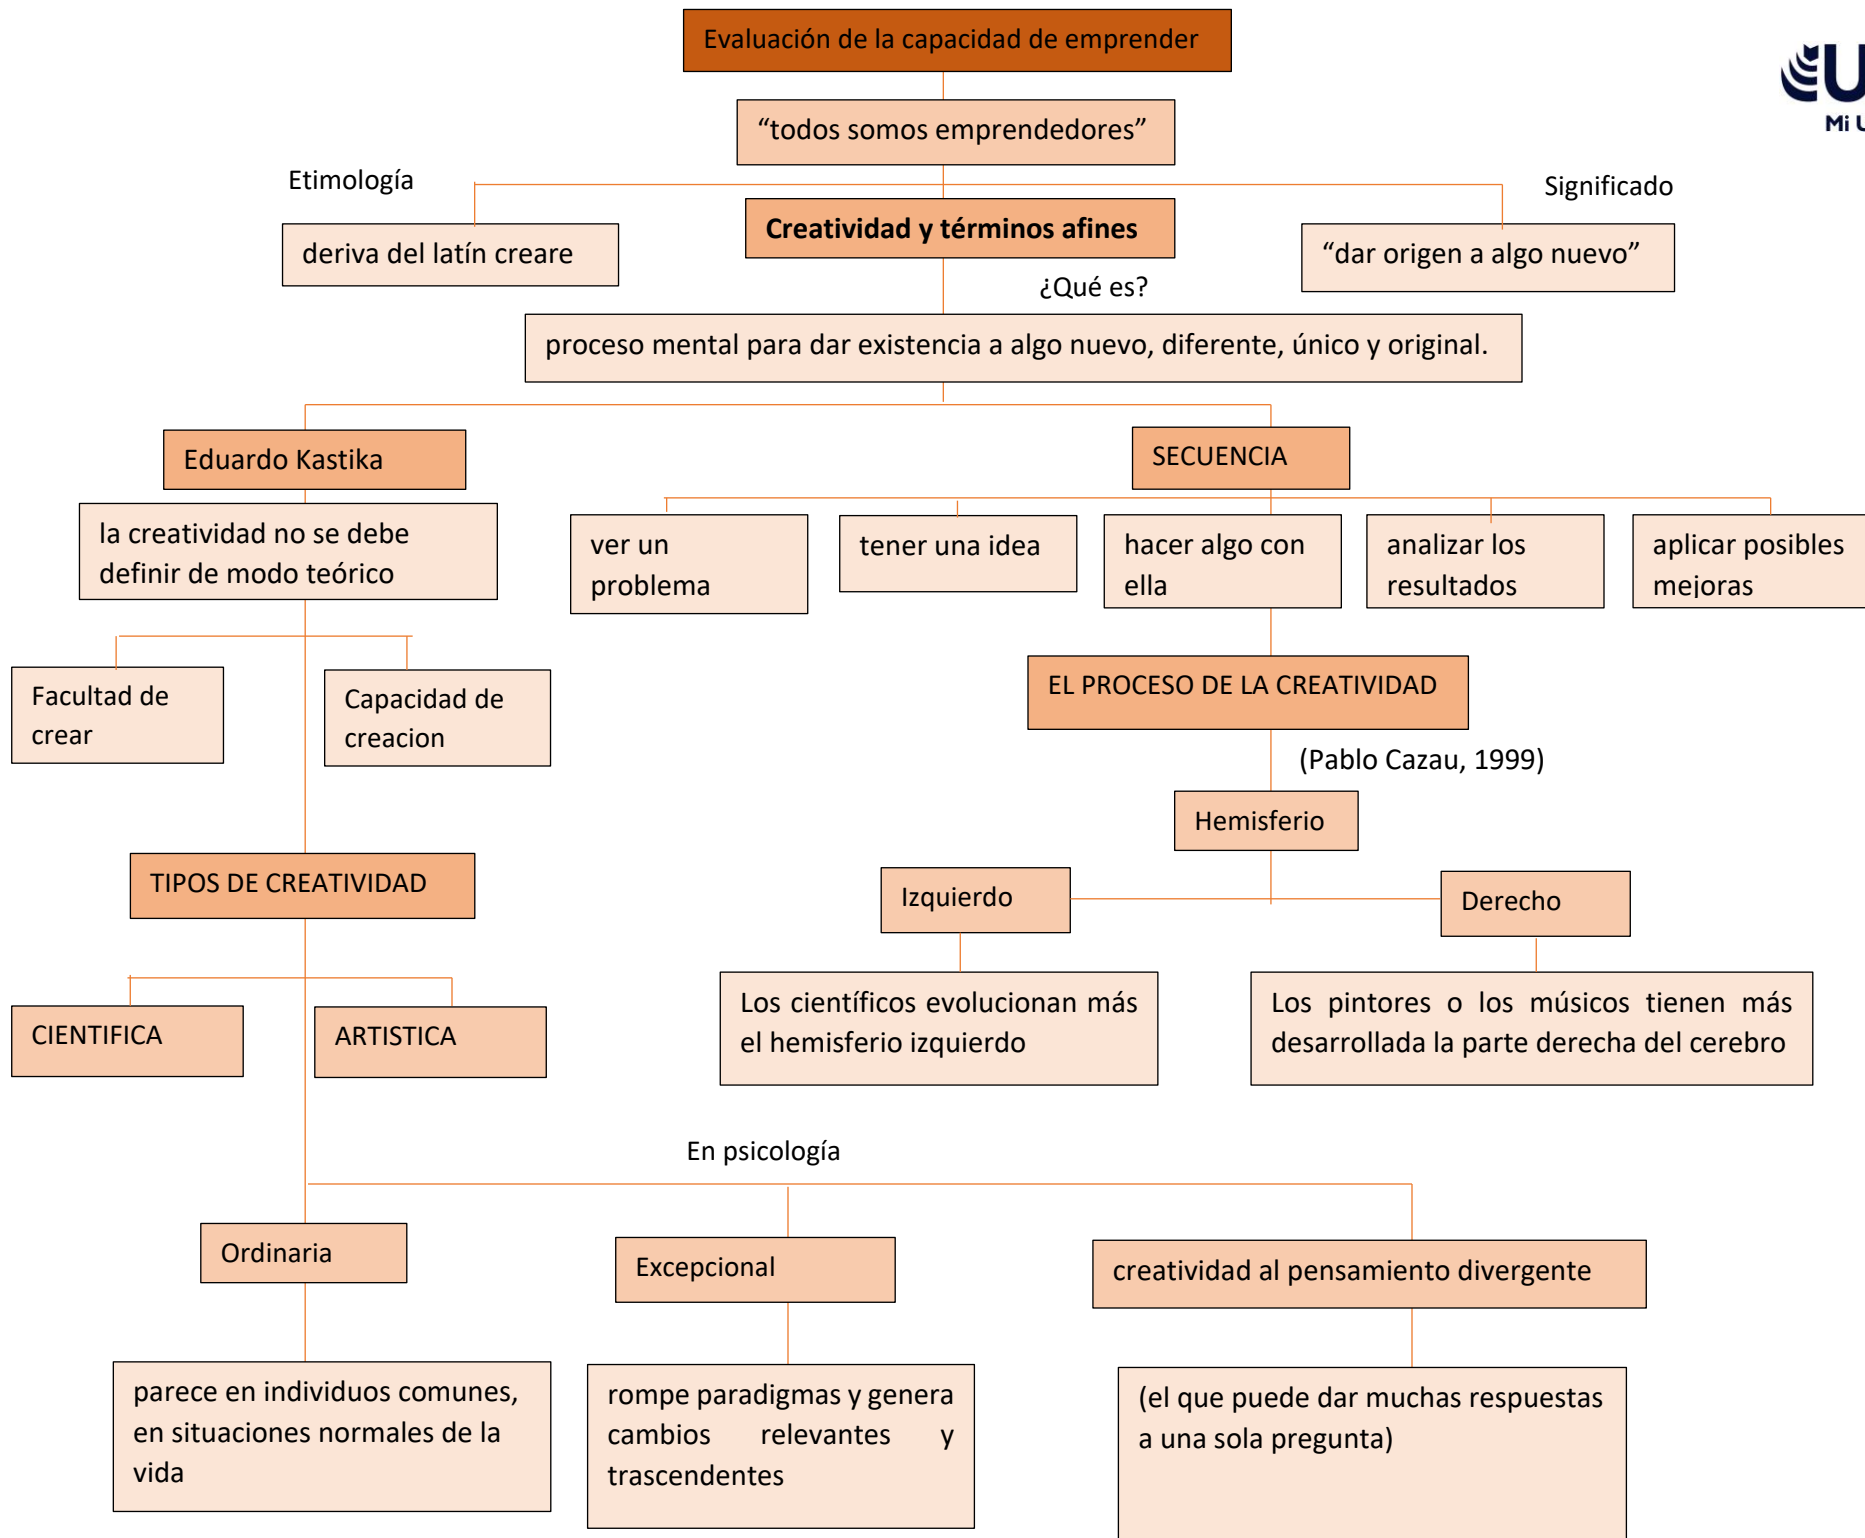 Evaluación de la capacidad de emprender
“todos somos emprendedores”
Etimología
Significado
deriva del latín creare
Creatividad y términos afines
“dar origen a algo nuevo”
¿Qué es?
proceso mental para dar existencia a algo nuevo, diferente, único y original.
Eduardo Kastika
SECUENCIA
la creatividad no se debe
definir de modo teórico
ver un
problema
tener una idea
hacer algo con
ella
analizar los
resultados
aplicar posibles
mejoras
Facultad de
crear
Capacidad de
creacion
EL PROCESO DE LA CREATIVIDAD
(Pablo Cazau, 1999)
Hemisferio
TIPOS DE CREATIVIDAD
Izquierdo
Derecho
CIENTIFICA
ARTISTICA
Los científicos evolucionan más
el hemisferio izquierdo
Los pintores o los músicos tienen más
desarrollada la parte derecha del cerebro
En psicología
Ordinaria
Excepcional
creatividad al pensamiento divergente
parece en individuos comunes,
en situaciones normales de la
vida
rompe paradigmas y genera
cambios relevantes y
trascendentes
(el que puede dar muchas respuestas
a una sola pregunta)
Mi U